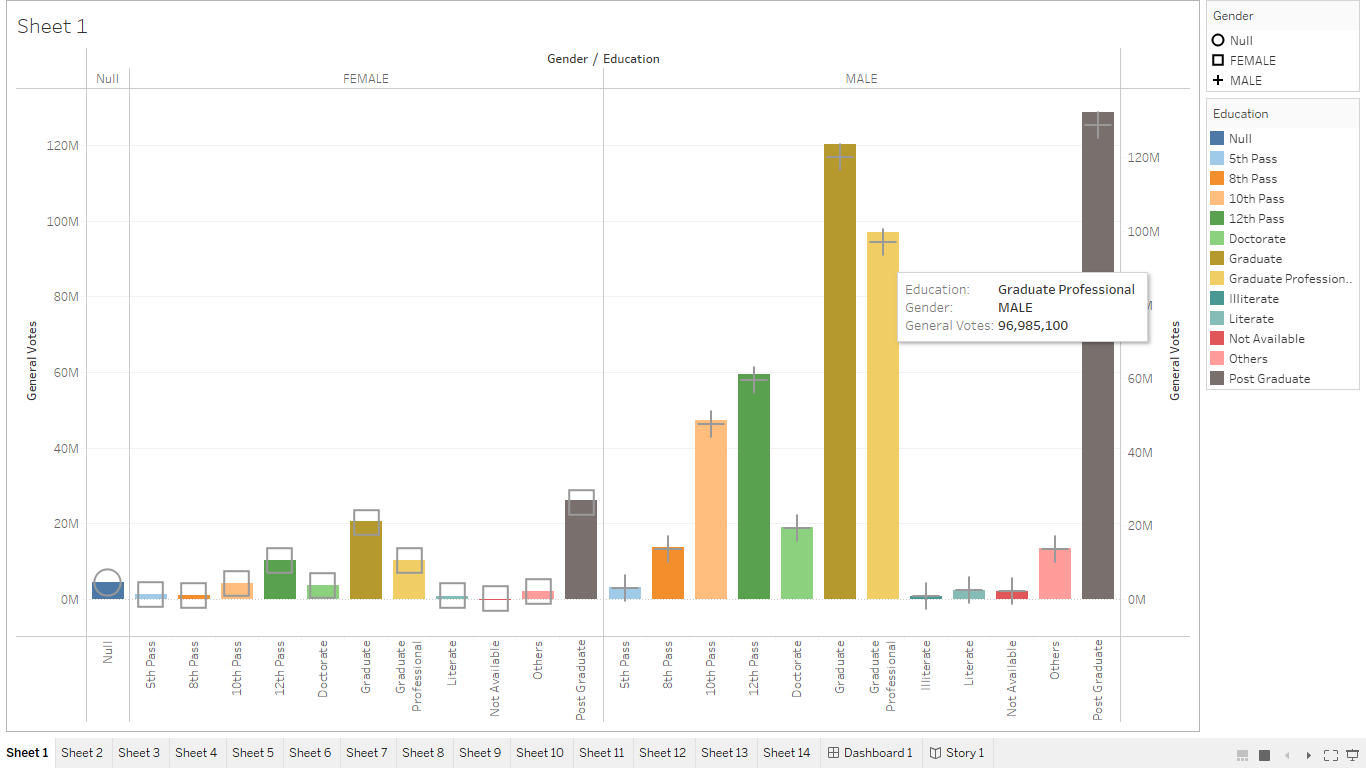 Sheet 1
Gender / Education
Null FEMALE MALE
General Votes
120M
100M
80M
60M
40M
20M
0M
120M
100M
M
60M
40M
20M
0M
General Votes
Education: Graduate Professional
Gender: MALE
General Votes: 96,985,100
Null
5th Pass
8th Pass
10th Pass
12th Pass
Doctorate
Graduate
Graduate
Professional
Literate
Not Available
Others
Post Graduate
5th Pass
8th Pass
10th Pass
12th Pass
Doctorate
Graduate
Graduate
Professional
Illiterate
Literate
Not Available
Others
Post Graduate
Gender
Null
FEMALE
MALE
Education
Null
5th Pass
8th Pass
10th Pass
12th Pass
Doctorate
Graduate
Graduate Profession..
Illiterate
Literate
Not Available
Others
Post Graduate
Sheet 1 Sheet 2 Sheet 3 Sheet 4 Sheet 5 Sheet 6 Sheet 7 Sheet 8 Sheet 9 Sheet 10 Sheet 11 Sheet 12 Sheet 13 Sheet 14 Dashboard 1 Story 1